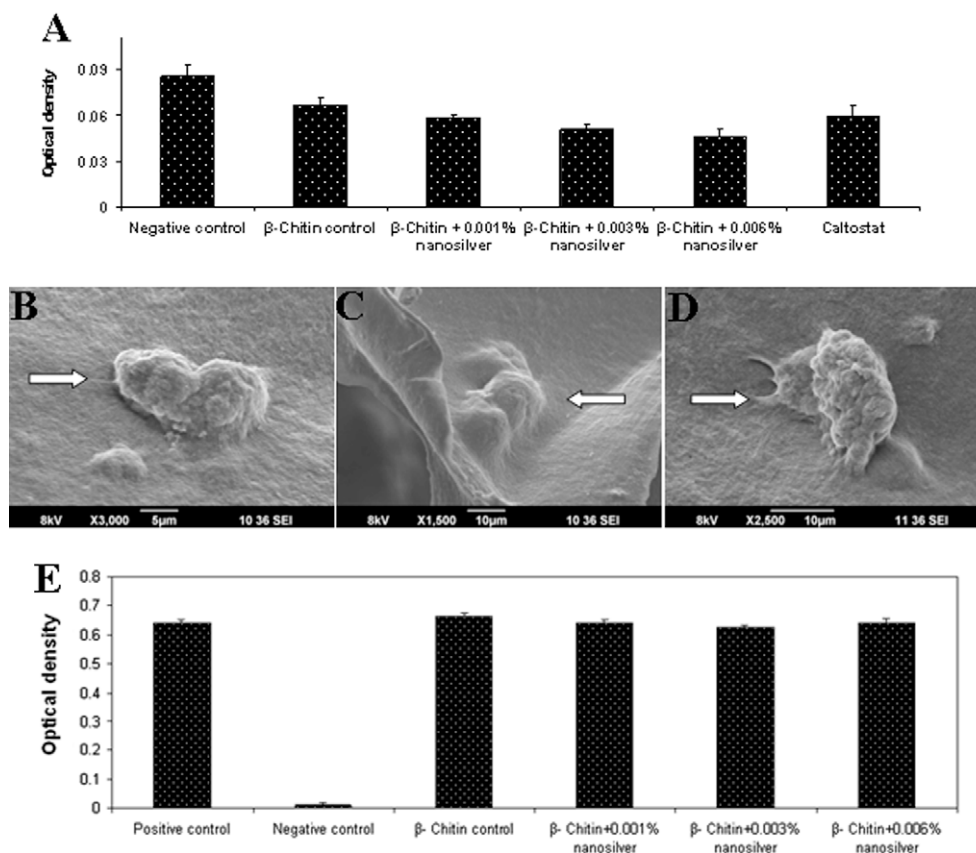 A
Optical density
0.09
0.06
0.03
0
Negative control
β-Chitin control
β-Chitin + 0.001%
nanosilver
β-Chitin + 0.003%
nanosilver
β-Chitin + 0.006%
nanosilver
Caltostat
B
8kV X3,000 5µm 10 36 SEI
C
8kV X1,500 10µm 10 36 SEI
D
8kV X2,500 10µm 11 36 SEI
E
Optical density
0.8
0.7
0.6
0.5
0.4
0.3
0.2
0.1
0
Positive control
Negative control
β- Chitin control
β- Chitin+0.001%
nanosilver
β- Chitin+0.003%
nanosilver
β- Chitin+0.006%
nanosilver